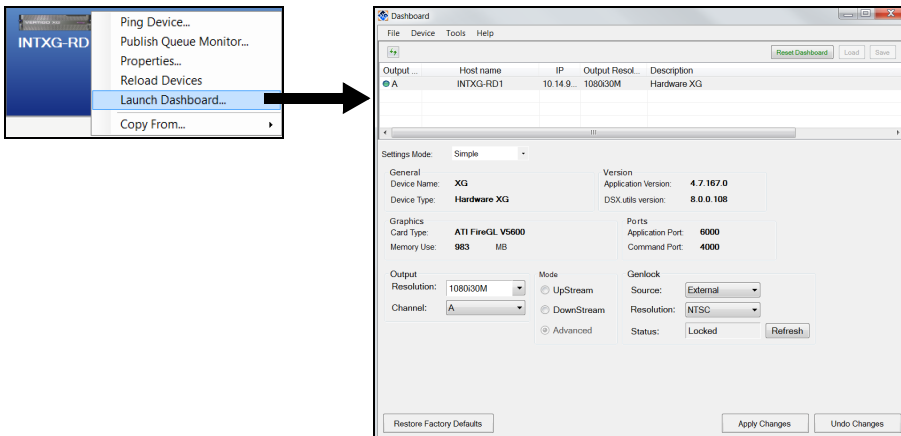 VERTIGO XG
INTXG-RD
Ping Device...
Publish Queue Monitor...
Properties...
Reload Devices
Launch Dashboard...
Copy From...
Dashboard
File Device Tools Help
Reset Dashboard Load Save
Output ... Host name IP Output Resol... Description
A INTXG-RD1 10.14.9... 1080i30M Hardware XG
Settings Mode: Simple
General
Device Name: XG
Device Type: Hardware XG
Version
Application Version: 4.7.167.0
DSX.utils version: 8.0.0.108
Graphics
Card Type: ATI FireGL V5600
Memory Use: 983 MB
Ports
Application Port: 6000
Command Port: 4000
Output
Resolution: 1080i30M
Channel: A
Mode
UpStream
DownStream
Advanced
Genlock
Source: External
Resolution: NTSC
Status: Locked Refresh
Restore Factory Defaults Apply Changes Undo Changes